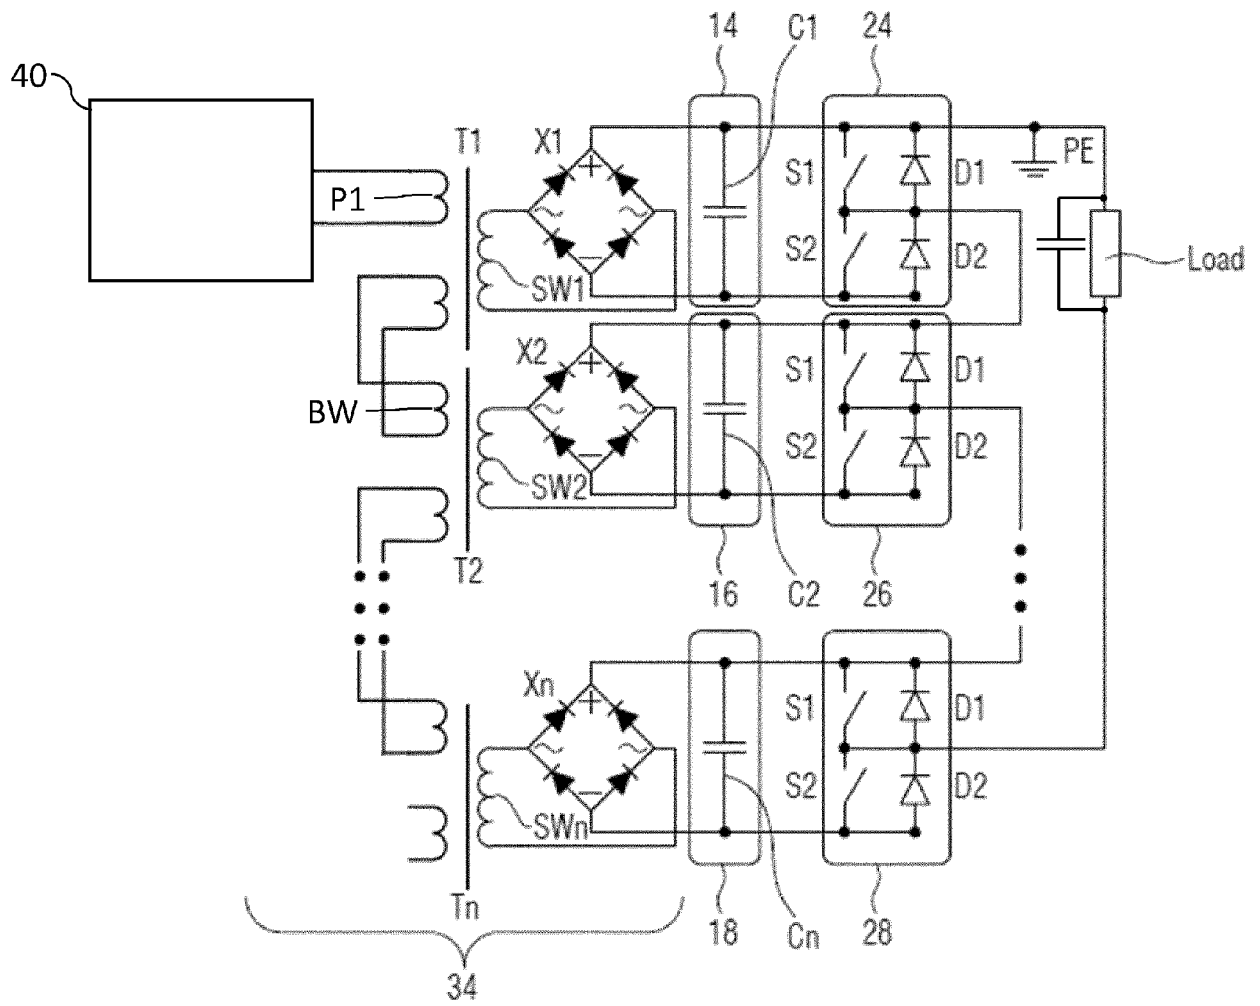 14 C1 24
40
T1 X1 PE
P1 S1 D1
S2 D2
SW1 Load
X2 S1 D1
BW
S2 D2
SW2
T2 16 C2 26
Xn S1 D1
S2 D2
SWn
Tn 18 Cn 28
34